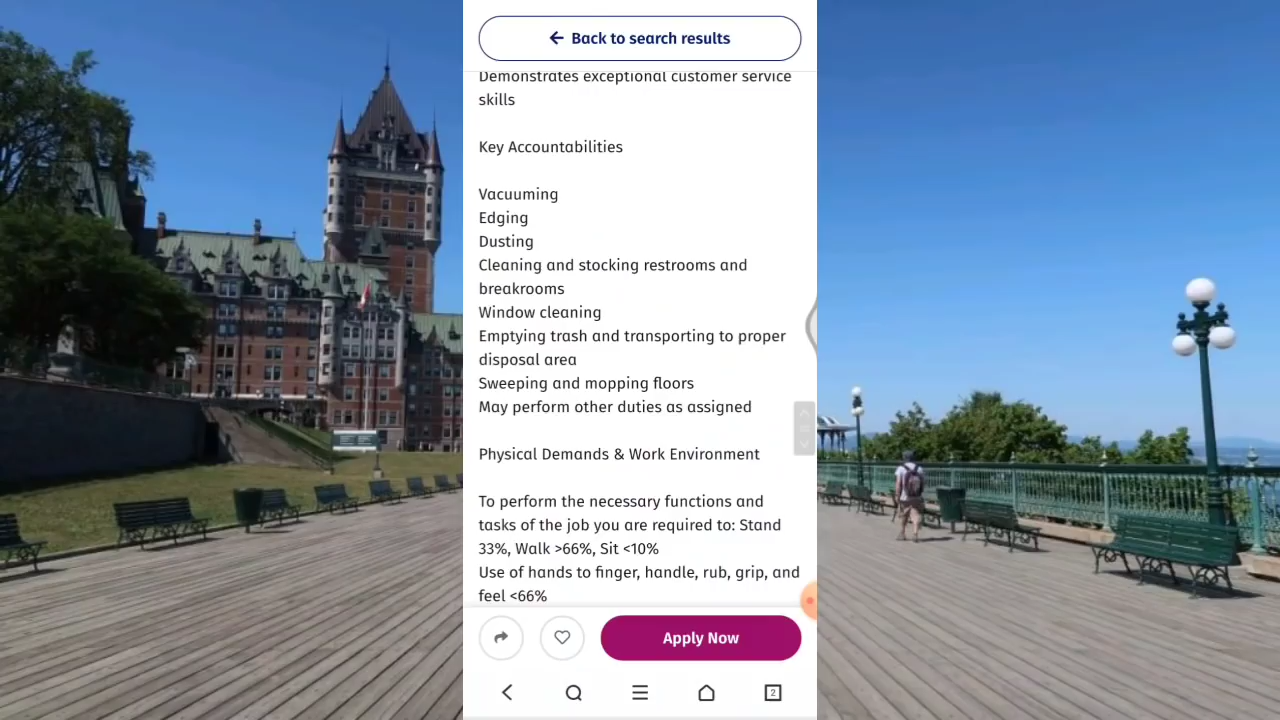 Back to search results
Demonstrates exceptional customer service
skills
Key Accountabilities
Vacuuming
Edging
Dusting
Cleaning and stocking restrooms and
breakrooms
Window cleaning
Emptying trash and transporting to proper
disposal area
Sweeping and mopping floors
May perform other duties as assigned
Physical Demands & Work Environment
To perform the necessary functions and
tasks of the job you are required to: Stand
33%, Walk >66%, Sit <10%
Use of hands to finger, handle, rub, grip, and
feel <66%
Apply Now
2